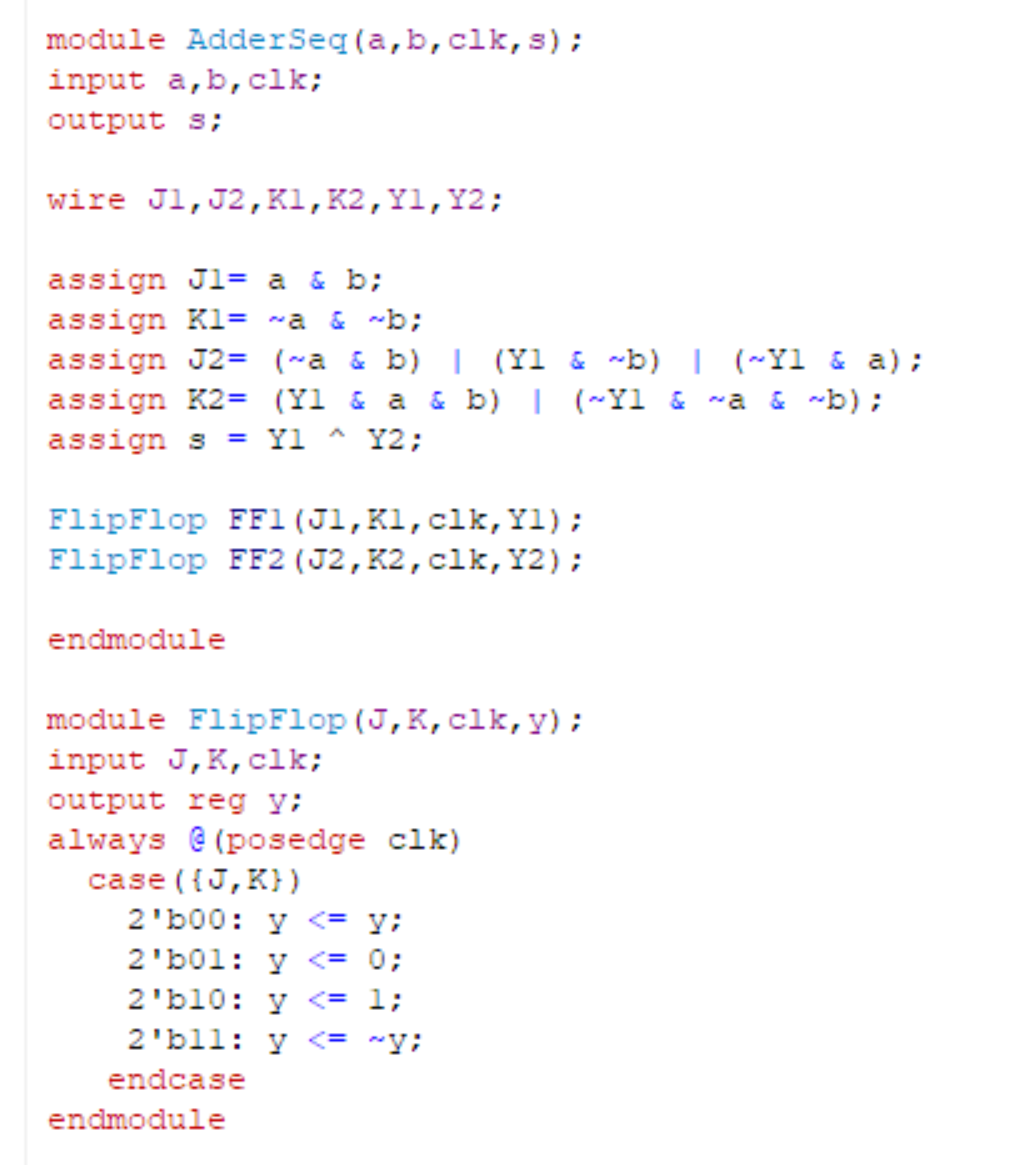 module AdderSeq(a,b,clk,s);
input a,b,clk;
output s;
wire J1,J2,K1,K2,Y1,Y2;
assign J1= a & b;
assign K1= ~a & ~b;
assign J2= (~a & b) | (Y1 & ~b) | (~Y1 & a);
assign K2= (Y1 & a & b) | (~Y1 & ~a & ~b);
assign s = Y1 ^ Y2;
FlipFlop FF1(J1,K1,clk,Y1);
FlipFlop FF2(J2,K2,clk,Y2);
endmodule
module FlipFlop(J,K,clk,y);
input J,K,clk;
output reg y;
always @(posedge clk)
case({J,K})
2'b00: y <= y;
2'b01: y <= 0;
2'b10: y <= 1;
2'b11: y <= ~y;
endcase
endmodule